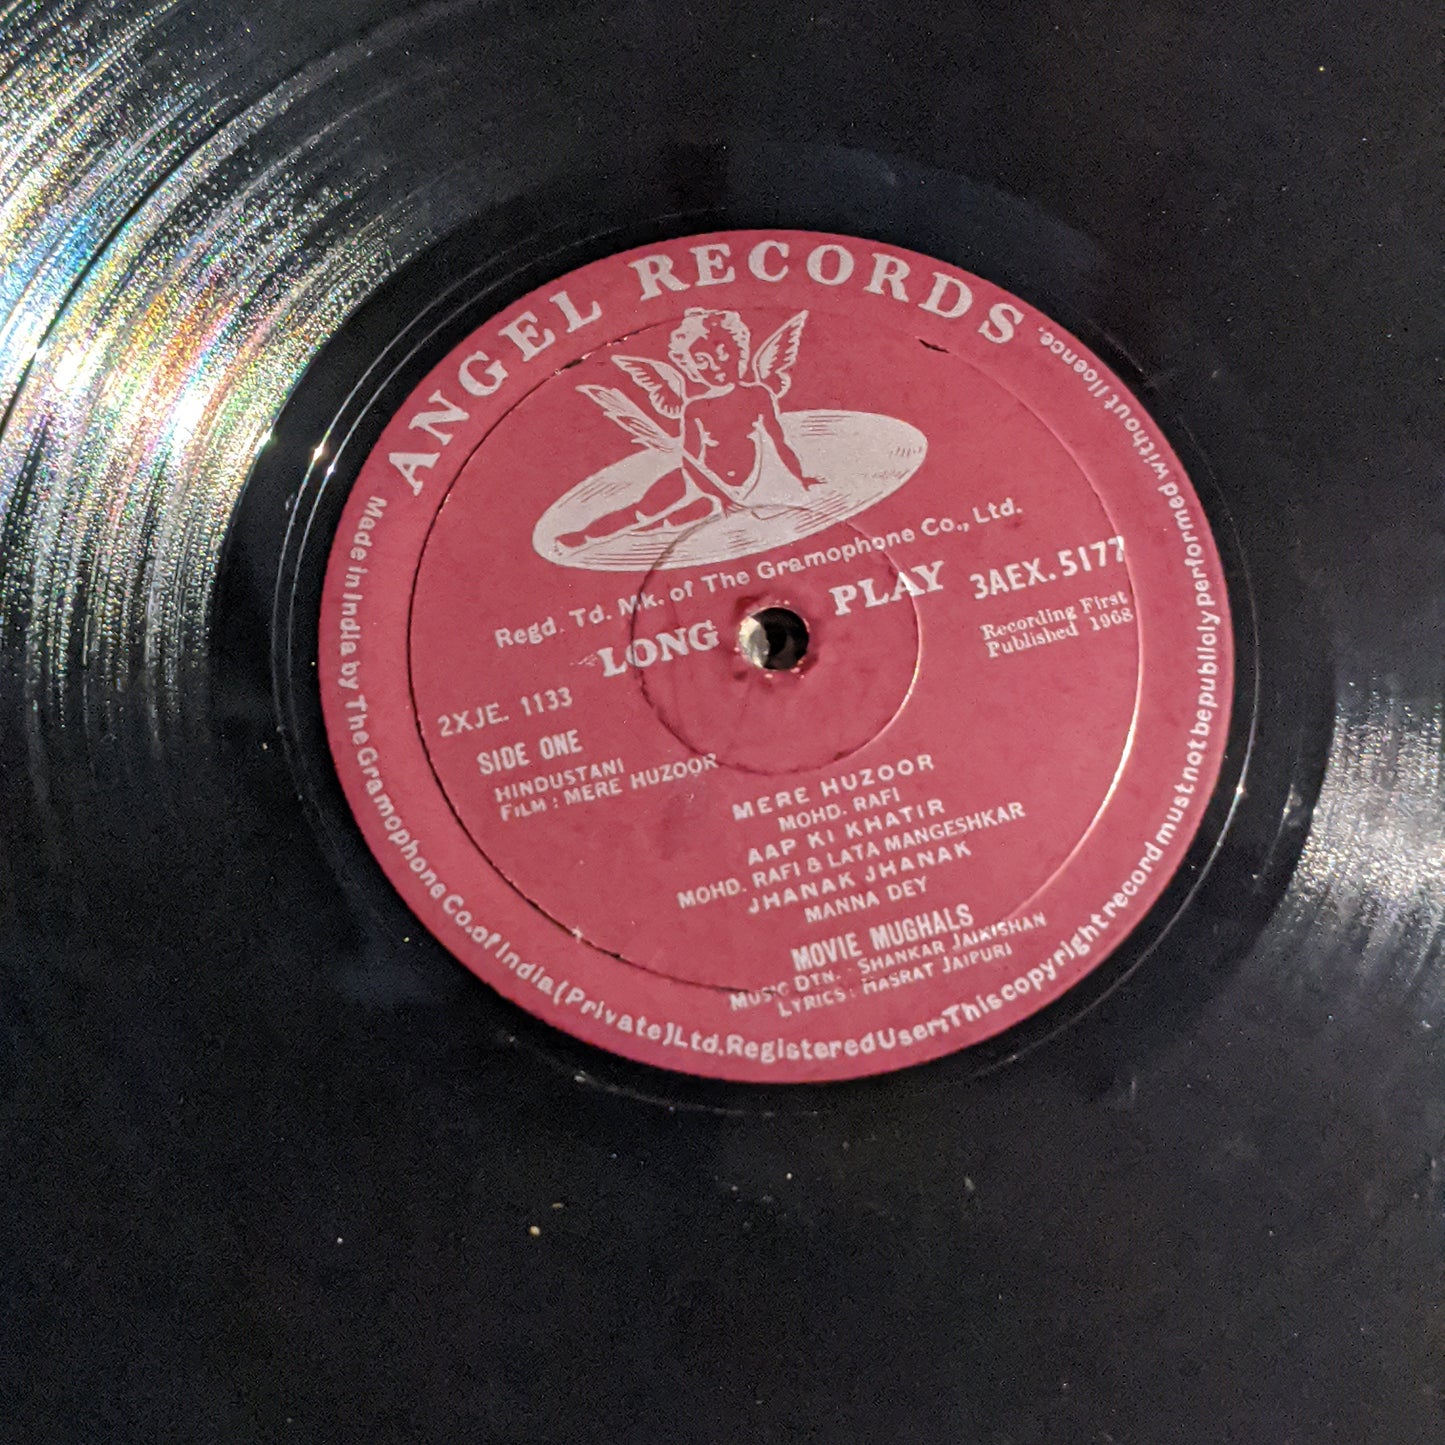 ANGEL RECORDS
Regd. Td. Mk. of The Gramophone Co., Ltd.
LONG PLAY
3AEX. 5177
Recording First
Published 1968
2XJE. 1133
SIDE ONE
HINDUSTANI
FILM : MERE HUZOOR
MERE HUZOOR
MOHD. RAFI
AAP KI KHATIR
MOHD. RAFI & LATA MANGESHKAR
JHANAK JHANAK
MANNA DEY
MOVIE MUGHALS
MUSIC DTN. : SHANKAR JAIKISHAN
LYRICS : HASRAT JAIPURI
Made in India by The Gramophone Co. of India (Private) Ltd. Registered User; This copyright record must not be publicly performed without licence.